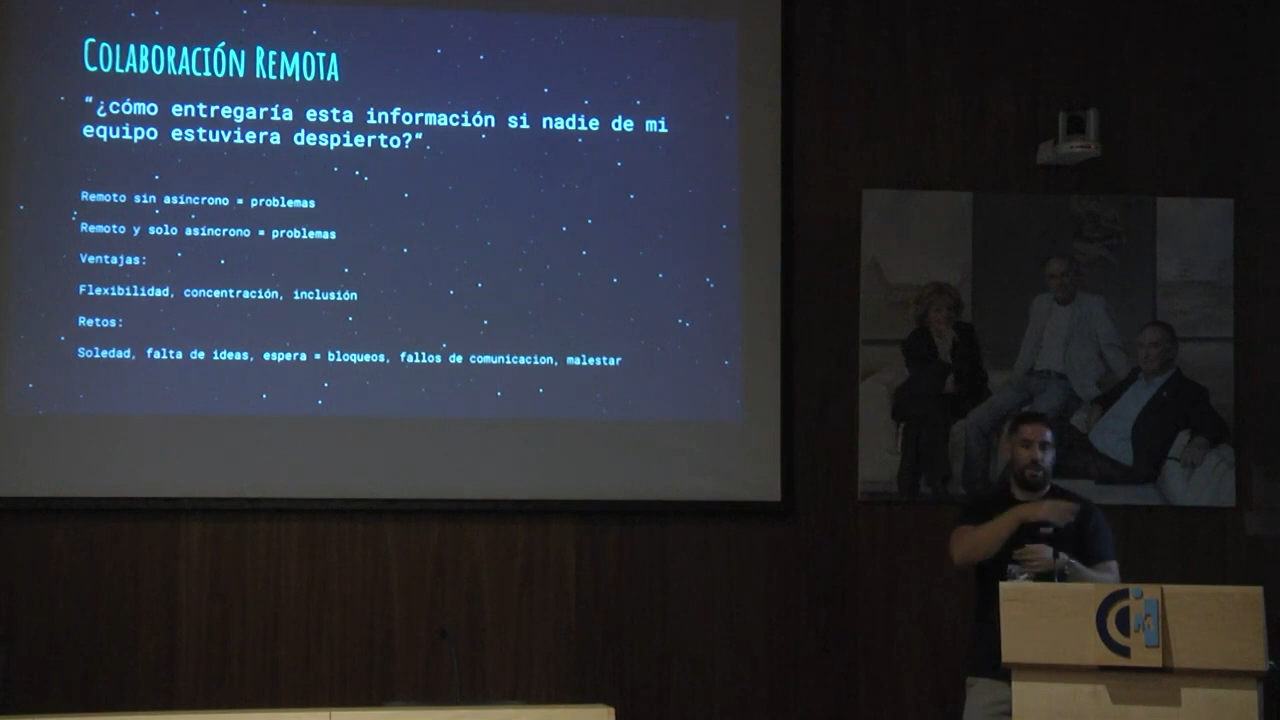 COLABORACIÓN REMOTA
“¿cómo entregaría esta información si nadie de mi
equipo estuviera despierto?“.
Remoto sin asíncrono = problemas
Remoto y solo asíncrono = problemas
Ventajas:
Flexibilidad, concentración, inclusión
Retos:
Soledad, falta de ideas, espera = bloqueos, fallos de comunicacion, malestar